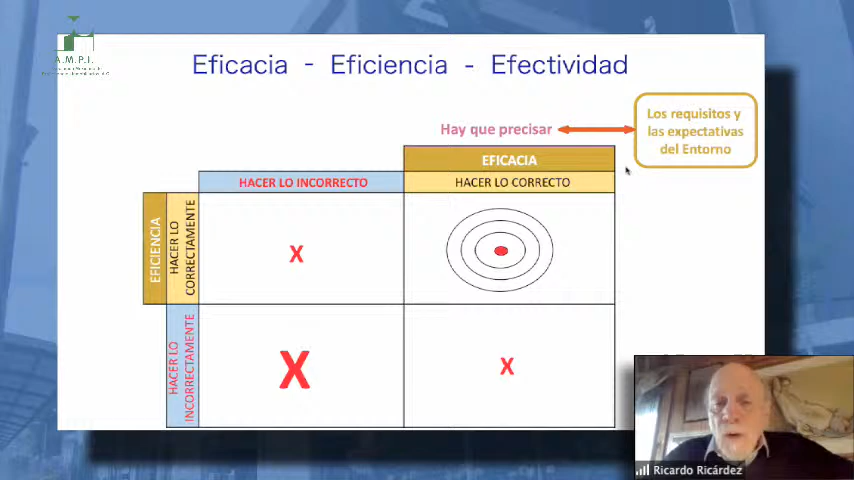 A.M.P.I.
Eficacia - Eficiencia - Efectividad
Hay que precisar
Los requisitos y
las expectativas
del Entorno
EFICACIA
HACER LO INCORRECTO
HACER LO CORRECTO
EFICIENCIA
HACER LO
CORRECTAMENTE
X
HACER LO
INCORRECTAMENTE
X
X
Ricardo Ricárdez